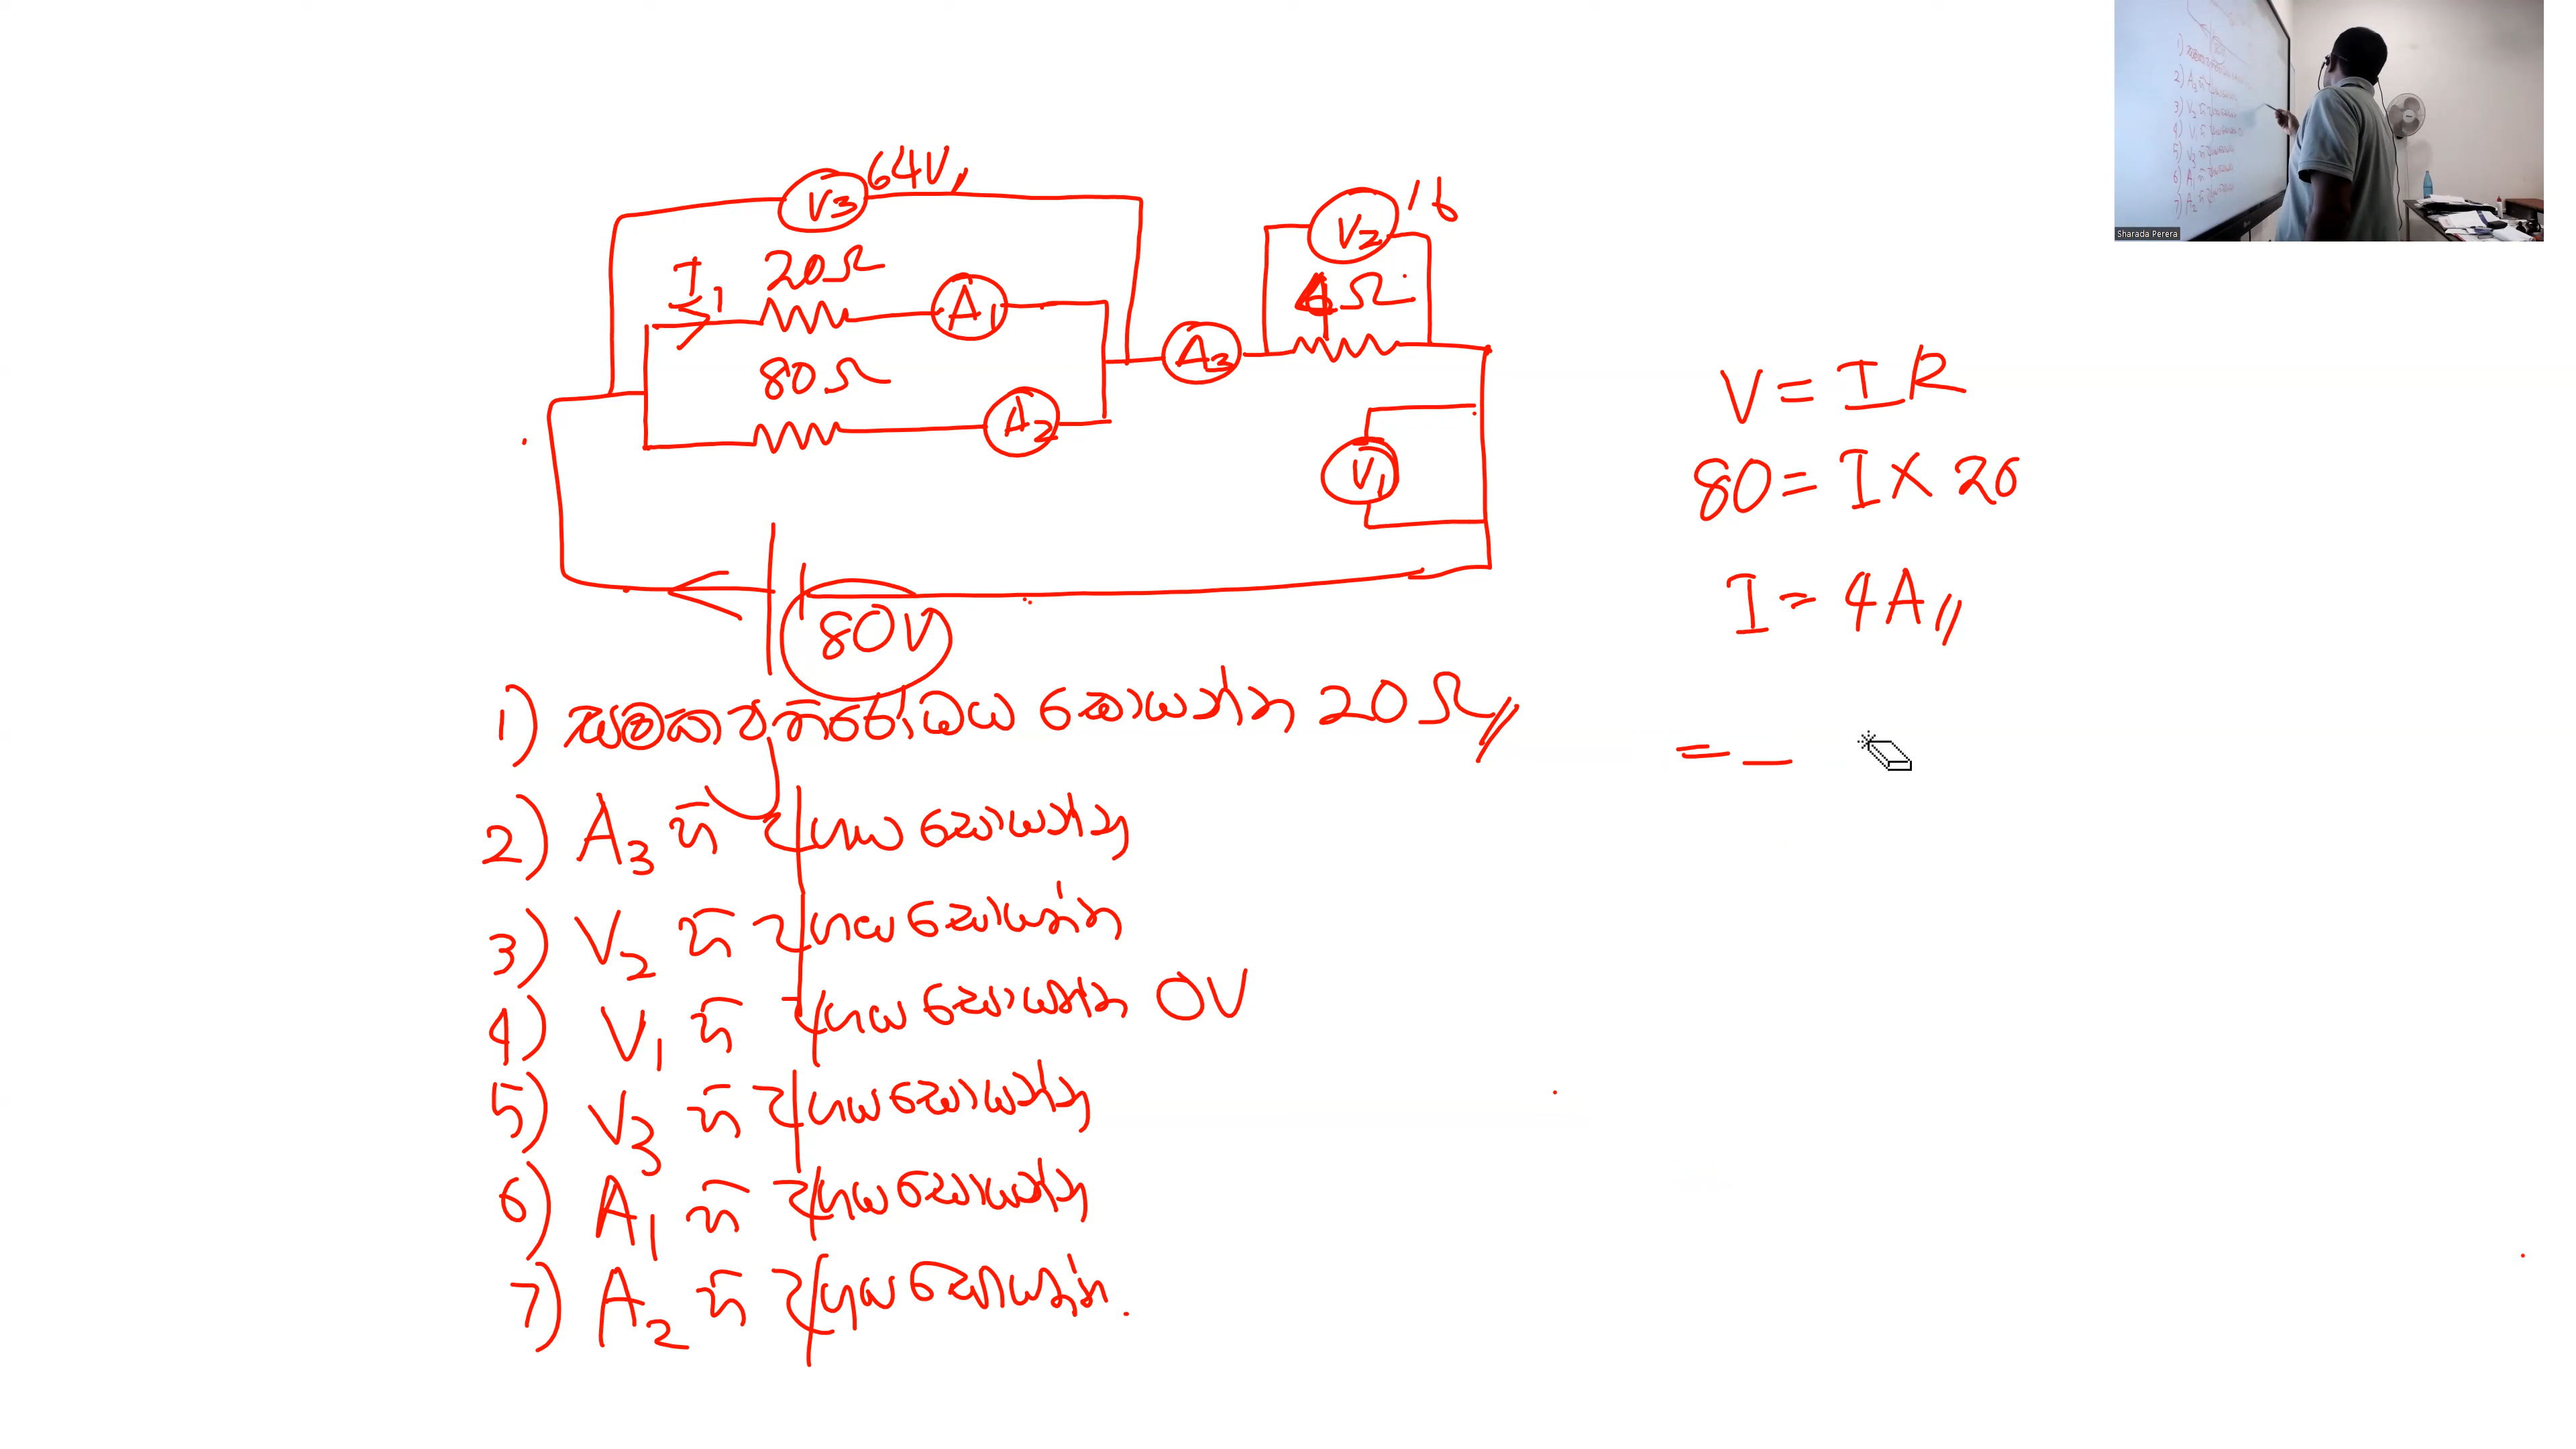 V3 64V,
V2 16
I1 20Ω A1
4Ω
80Ω A3
A2
V1
80V
V = IR
80 = I × 20
I = 4A //
1) සමක ප්‍රතිරෝධය සොයන්න 20Ω //
= _
2) A3 හි අගය සොයන්න
3) V2 හි අගය සොයන්න
4) V1 හි අගය සොයන්න 0V
5) V3 හි අගය සොයන්න
6) A1 හි අගය සොයන්න
7) A2 හි අගය සොයන්න.
Sharada Perera